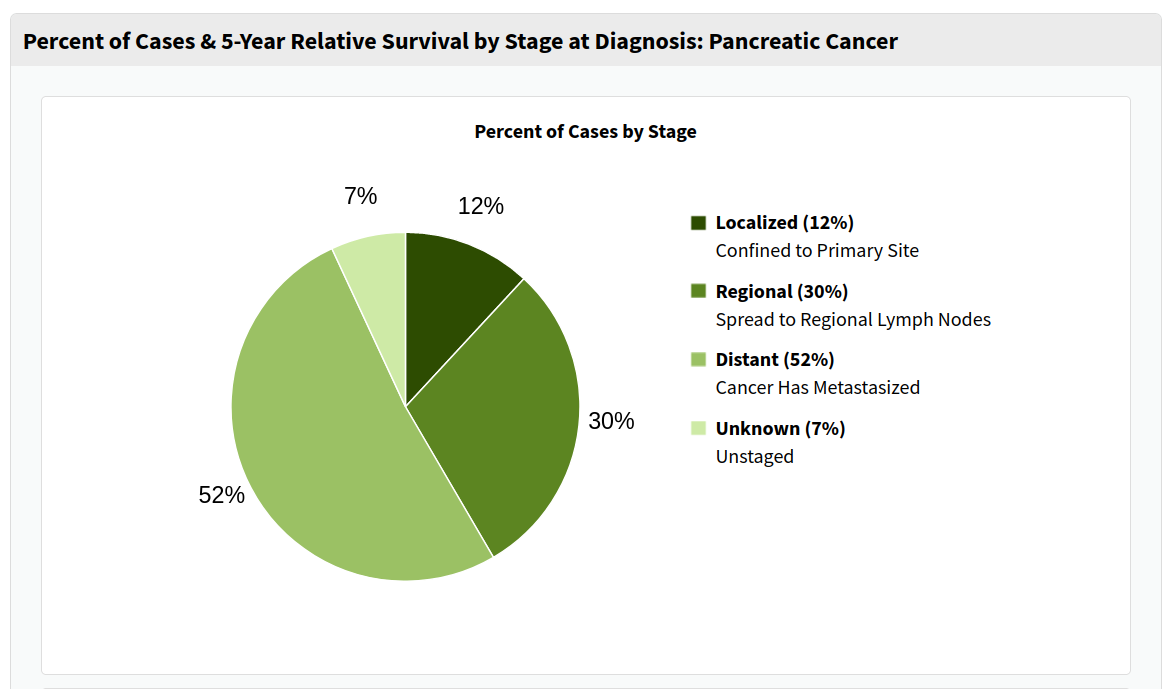 Percent of Cases & 5-Year Relative Survival by Stage at Diagnosis: Pancreatic Cancer
Percent of Cases by Stage
7%
12%
30%
52%
Localized (12%)
Confined to Primary Site
Regional (30%)
Spread to Regional Lymph Nodes
Distant (52%)
Cancer Has Metastasized
Unknown (7%)
Unstaged